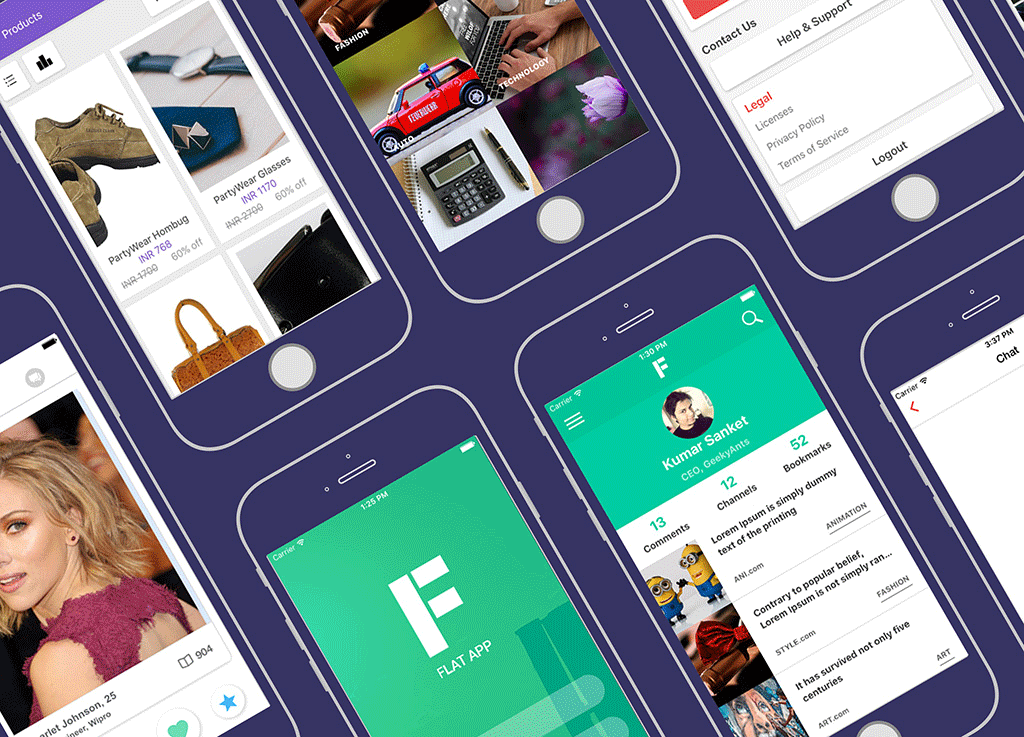 Products
PartyWear Hombug
INR 768
INR 1700 60% off
PartyWear Glasses
INR 1170
INR 2700 60% off
FASHION
TECHNOLOGY
AUTO
Contact Us
Help & Support
Legal
Licenses
Privacy Policy
Terms of Service
Logout
904
arlet Johnson, 25
ineer, Wipro
Carrier
1:25 PM
F
FLAT APP
Carrier
1:30 PM
F
Kumar Sanket
CEO, GeekyAnts
13
Comments
12
Channels
52
Bookmarks
Lorem Ipsum is simply dummy
text of the printing
ANI.com
ANIMATION
Contrary to popular belief,
Lorem Ipsum is not simply ran...
STYLE.com
FASHION
It has survived not only five
centuries
ART.com
ART
Carrier
3:37 PM
Chat